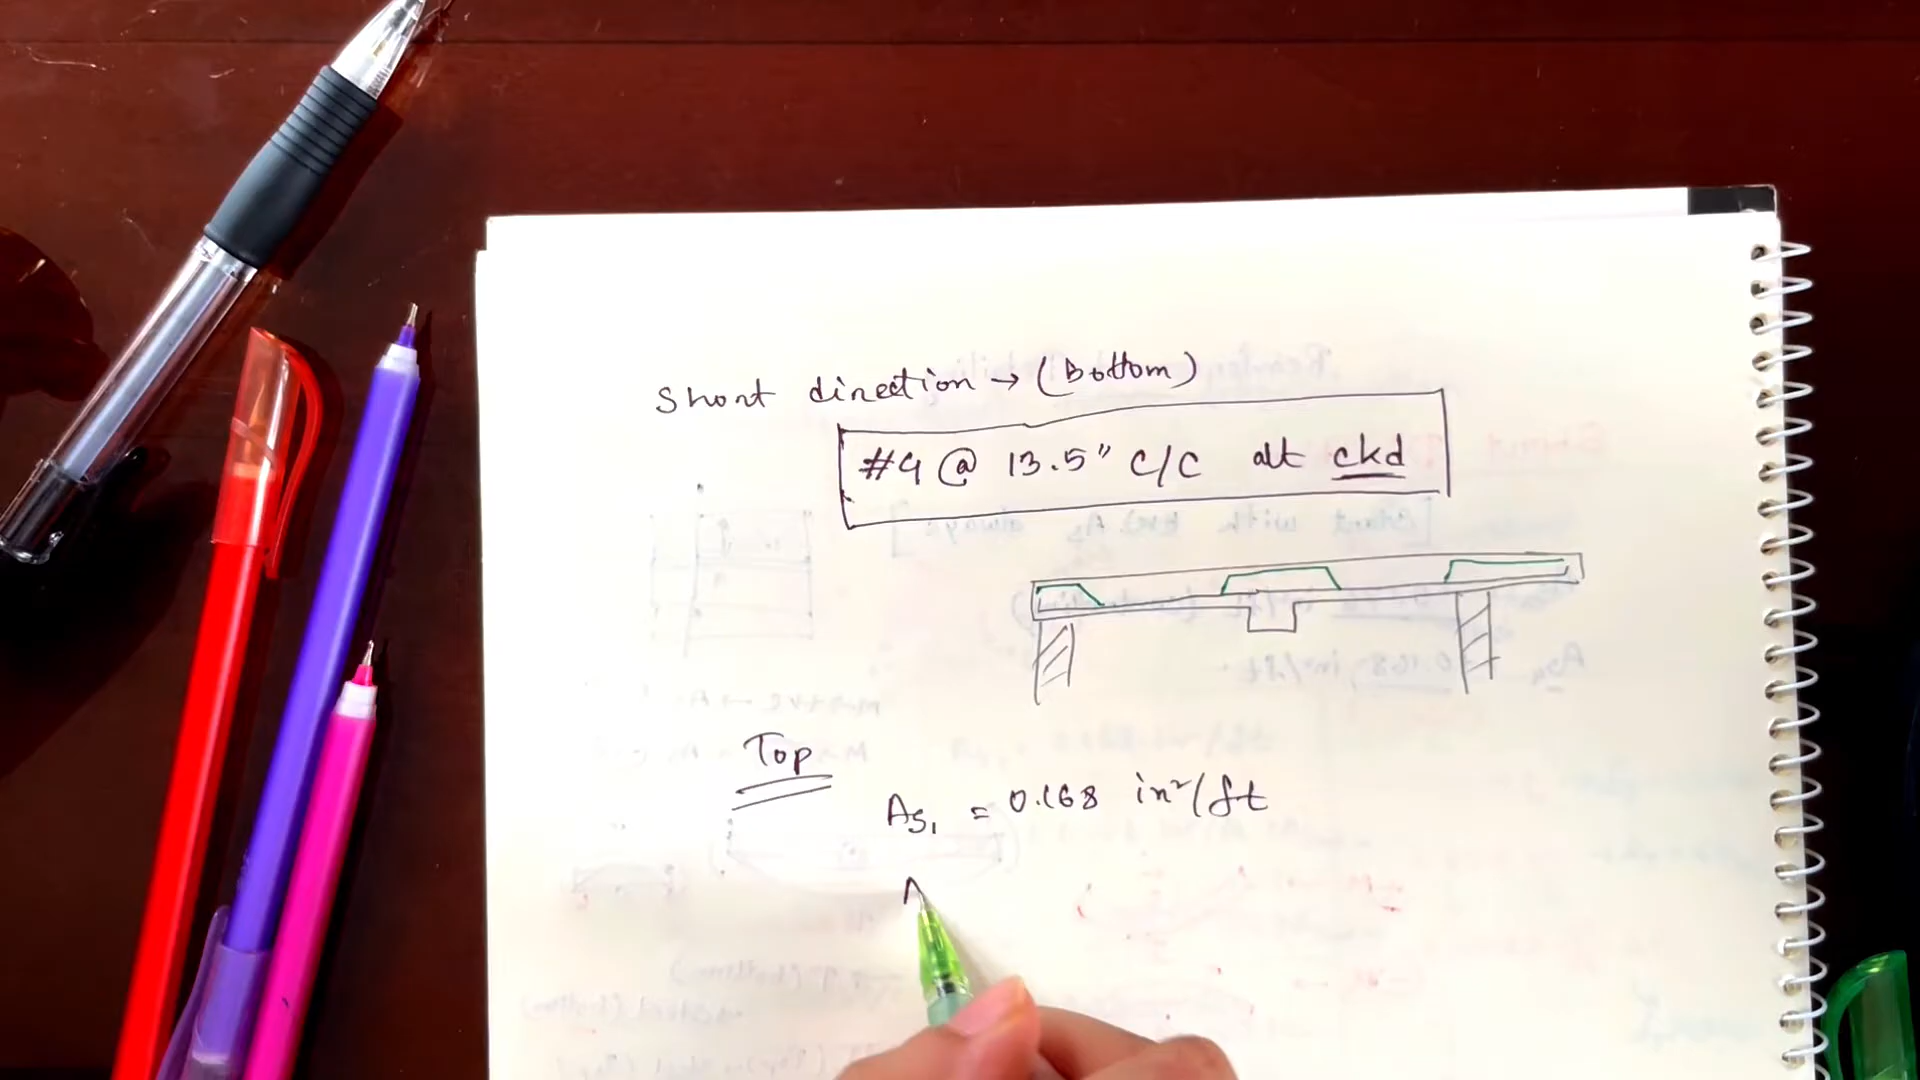 Short direction → (Bottom)
#4 @ 13.5" c/c alt ckd
Top
As₁ = 0.168 in²/ft
A